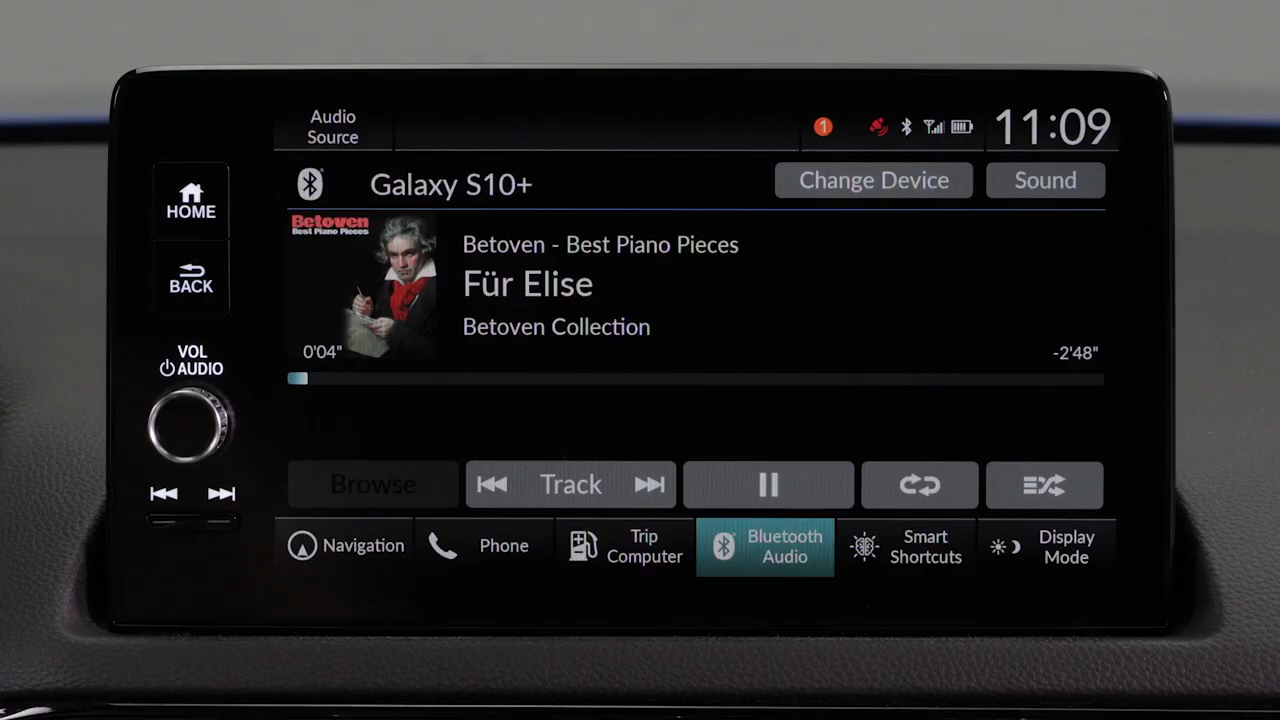 Audio
Source
1
11:09
Galaxy S10+
Change Device
Sound
HOME
BACK
VOL
AUDIO
Betoven
Best Piano Pieces
Betoven - Best Piano Pieces
Für Elise
Betoven Collection
0'04"
-2'48"
Browse
Track
Navigation
Phone
Trip
Computer
Bluetooth
Audio
Smart
Shortcuts
Display
Mode